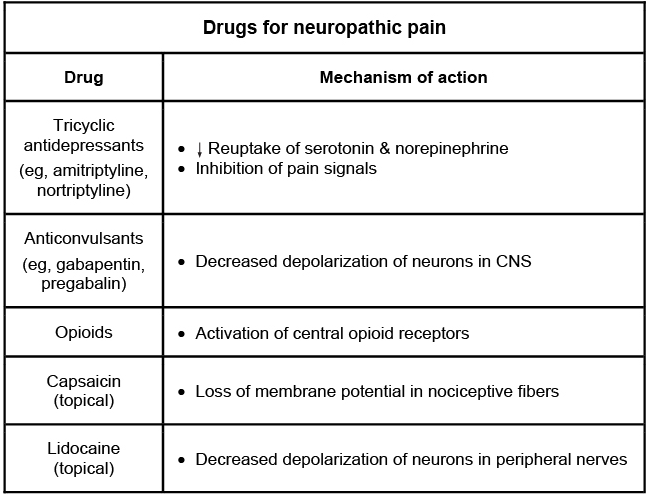 Drugs for neuropathic pain
Drug
Mechanism of action
Tricyclic
antidepressants
(eg, amitriptyline,
nortriptyline)
• ↓ Reuptake of serotonin & norepinephrine
• Inhibition of pain signals
Anticonvulsants
(eg, gabapentin,
pregabalin)
• Decreased depolarization of neurons in CNS
Opioids
• Activation of central opioid receptors
Capsaicin
(topical)
• Loss of membrane potential in nociceptive fibers
Lidocaine
(topical)
• Decreased depolarization of neurons in peripheral nerves